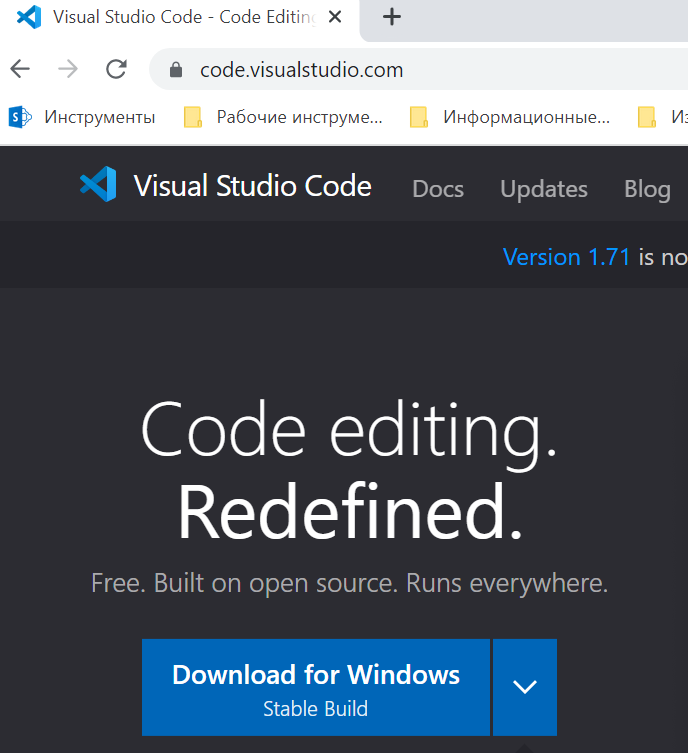 Visual Studio Code - Code Editing
code.visualstudio.com
Инструменты Рабочие инструме... Информационные... Из
Visual Studio Code Docs Updates Blog
Version 1.71 is no
Code editing.
Redefined.
Free. Built on open source. Runs everywhere.
Download for Windows
Stable Build